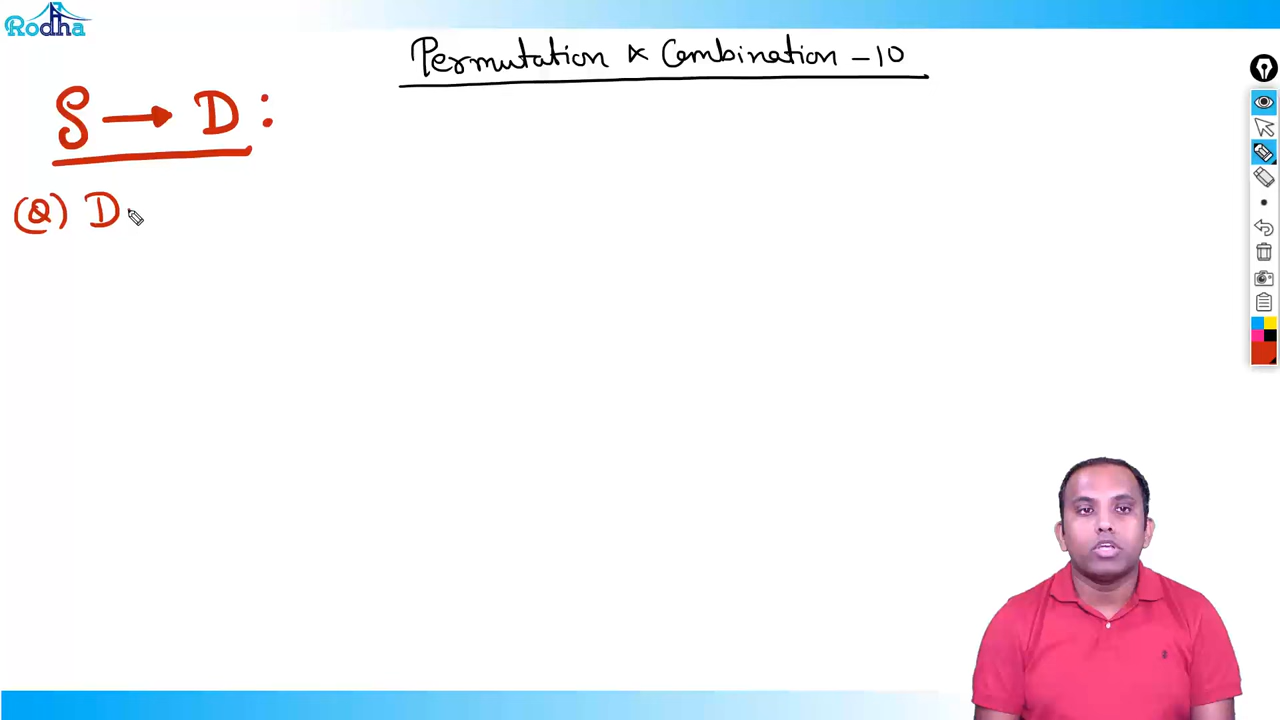 Rodha
Permutation & Combination - 10
S → D :
(Q) D